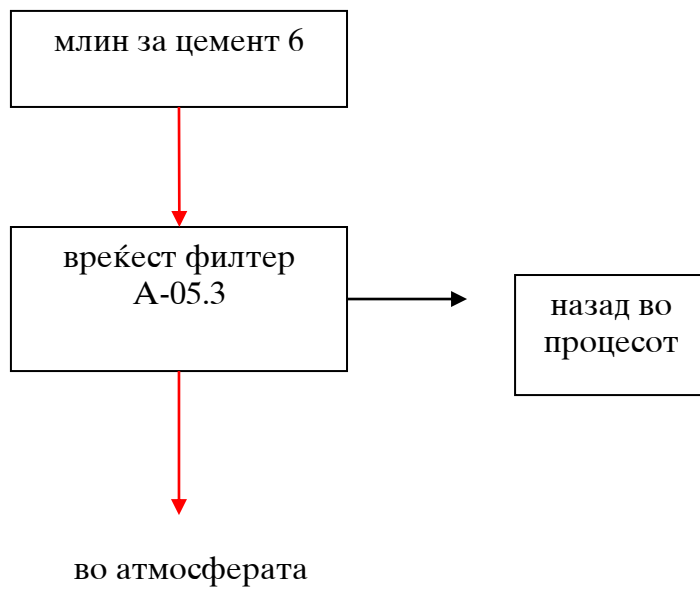 млин за цемент 6
вреќест филтер
А-05.3
назад во
процесот
во атмосферата